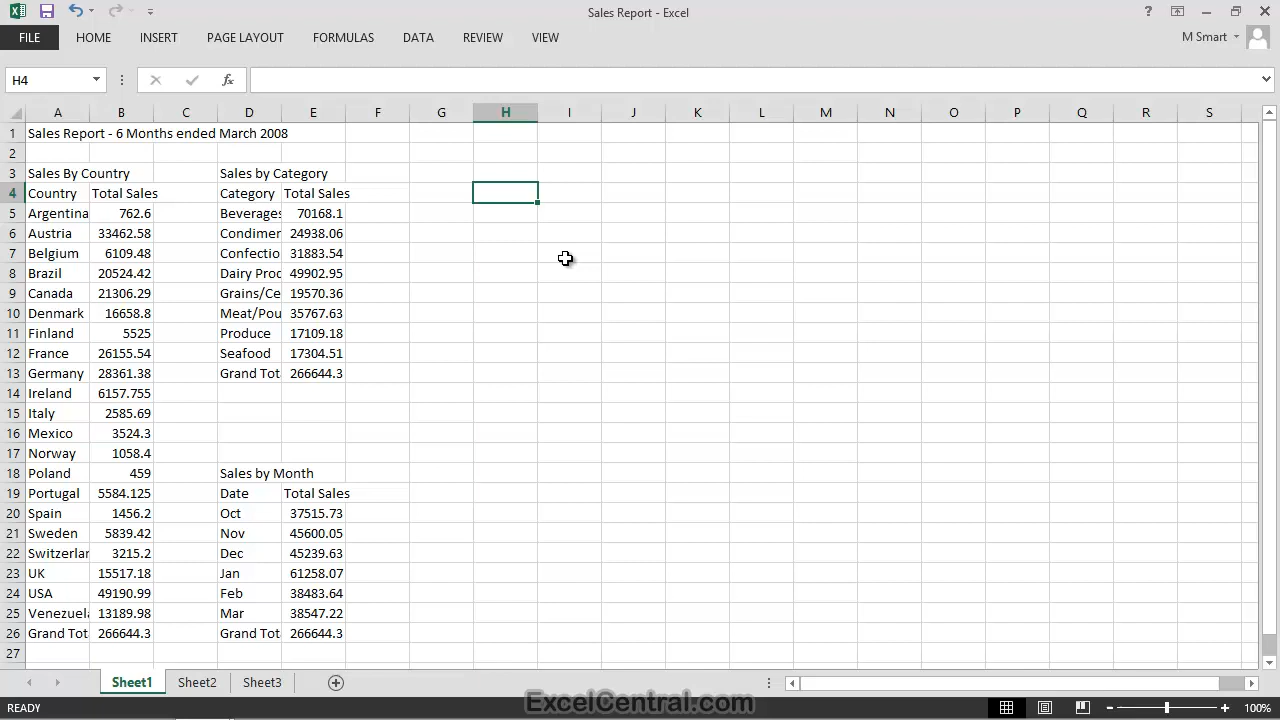 Sales Report - Excel
FILE HOME INSERT PAGE LAYOUT FORMULAS DATA REVIEW VIEW M Smart
H4 fx
A B C D E F G H I J K L M N O P Q R S
1 Sales Report - 6 Months ended March 2008
2
3 Sales By Country Sales by Category
4 Country Total Sales Category Total Sales
5 Argentina 762.6 Beverages 70168.1
6 Austria 33462.58 Condimen 24938.06
7 Belgium 6109.48 Confectio 31883.54
8 Brazil 20524.42 Dairy Proc 49902.95
9 Canada 21306.29 Grains/Ce 19570.36
10 Denmark 16658.8 Meat/Pou 35767.63
11 Finland 5525 Produce 17109.18
12 France 26155.54 Seafood 17304.51
13 Germany 28361.38 Grand Tot 266644.3
14 Ireland 6157.755
15 Italy 2585.69
16 Mexico 3524.3
17 Norway 1058.4
18 Poland 459 Sales by Month
19 Portugal 5584.125 Date Total Sales
20 Spain 1456.2 Oct 37515.73
21 Sweden 5839.42 Nov 45600.05
22 Switzerlan 3215.2 Dec 45239.63
23 UK 15517.18 Jan 61258.07
24 USA 49190.99 Feb 38483.64
25 Venezuela 13189.98 Mar 38547.22
26 Grand Tot 266644.3 Grand Tot 266644.3
27
Sheet1 Sheet2 Sheet3
READY ExcelCentral.com 100%